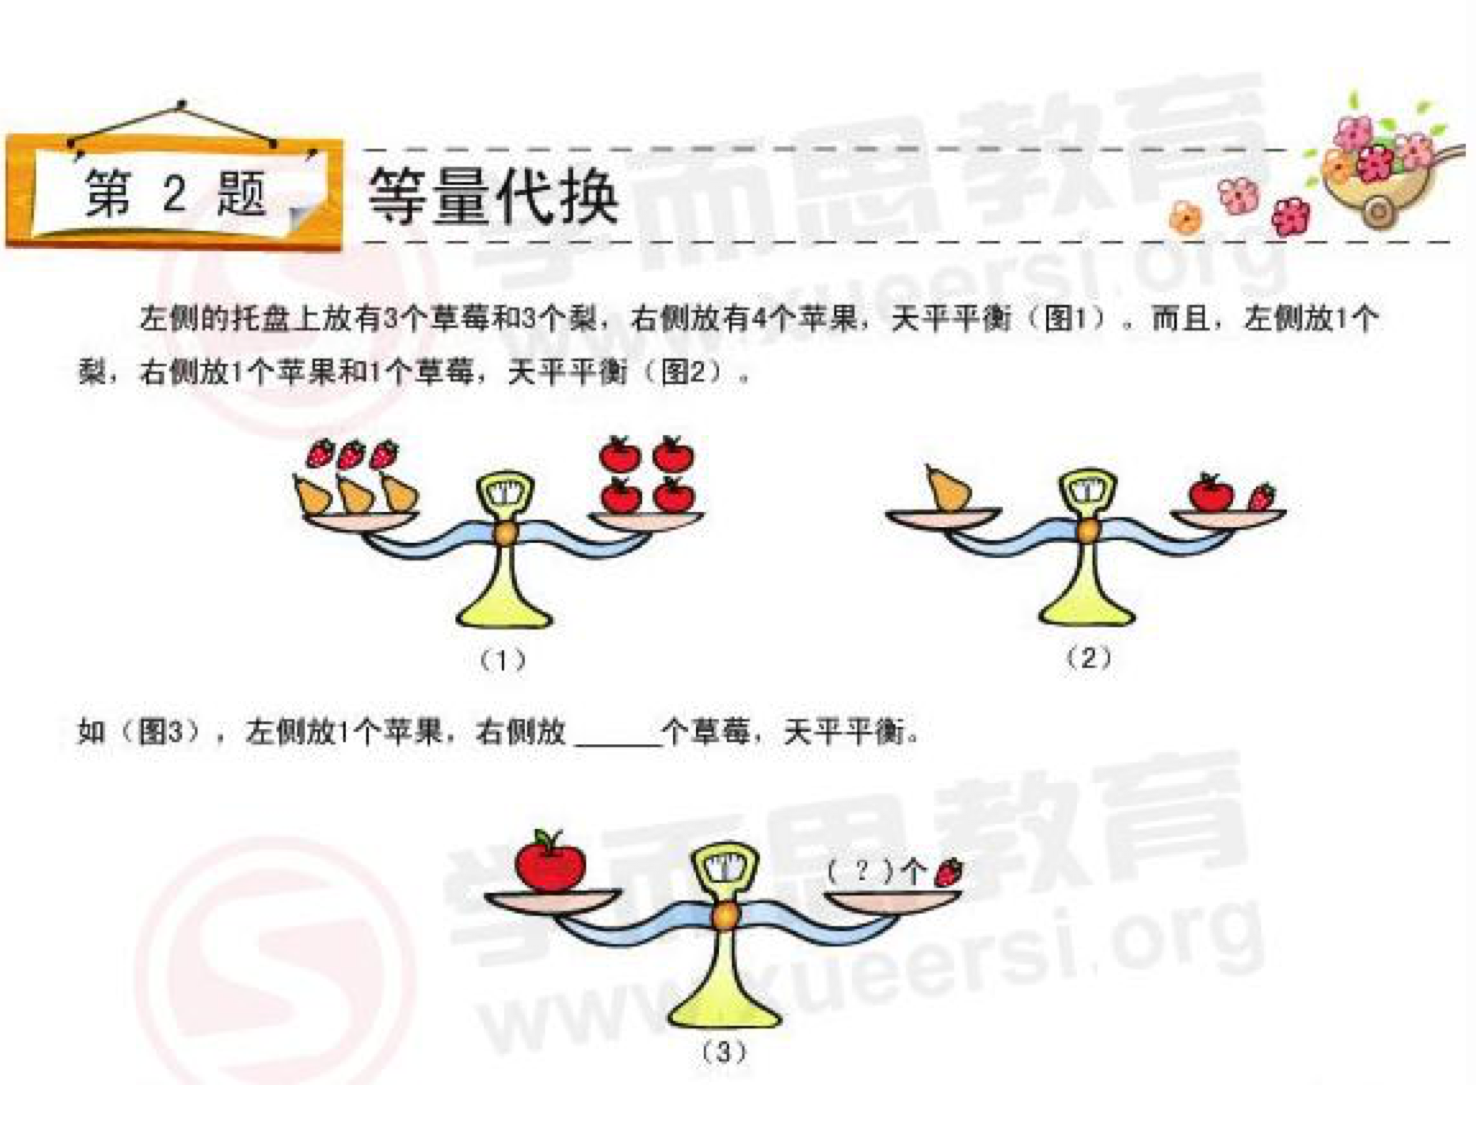 第 2 题
等量代换
左侧的托盘上放有3个草莓和3个梨，右侧放有4个苹果，天平平衡（图1）。而且，左侧放1个
梨，右侧放1个苹果和1个草莓，天平平衡（图2）。
（1）
（2）
如（图3），左侧放1个苹果，右侧放 _____个草莓，天平平衡。
( ？)个
（3）
学而思教育
www.xueersi.org
学而思教育
www.xueersi.org